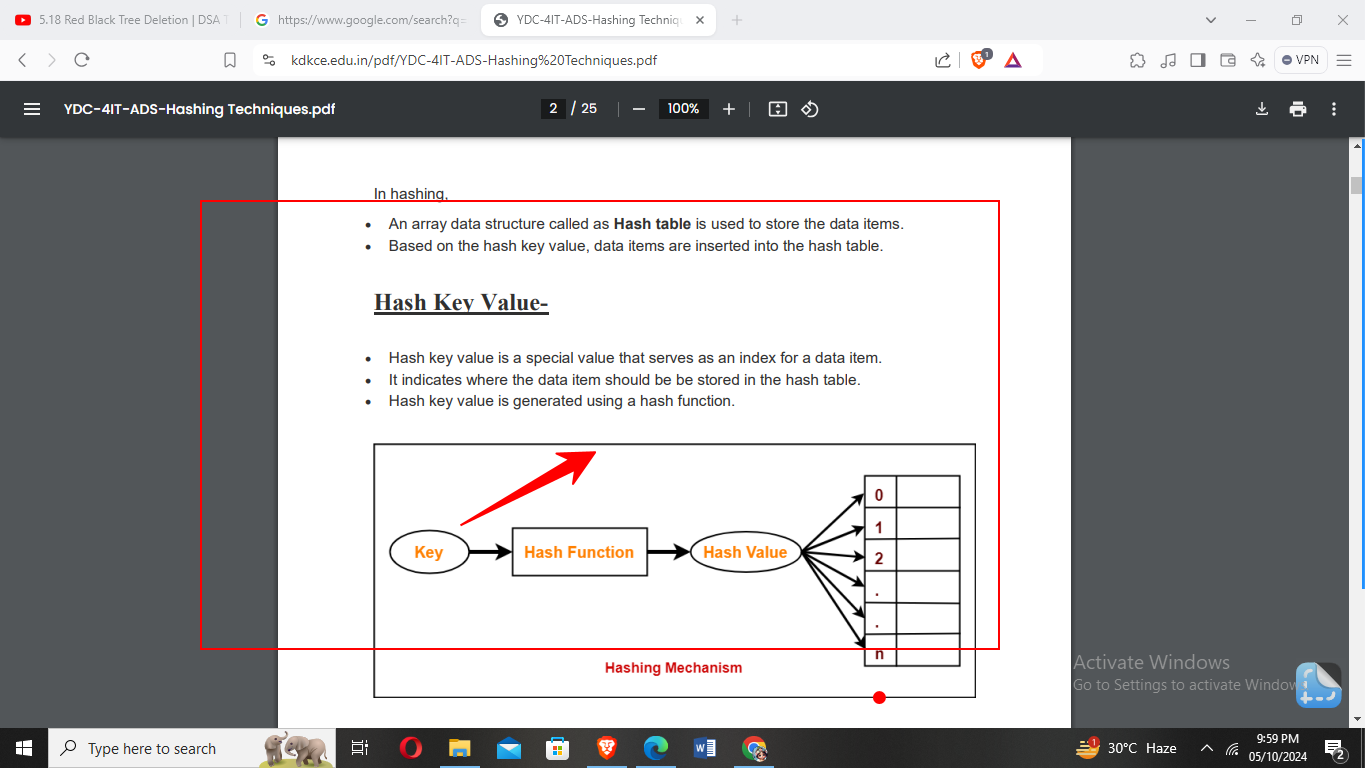 5.18 Red Black Tree Deletion | DSA T
https://www.google.com/search?q=
YDC-4IT-ADS-Hashing Techniqu
kdkce.edu.in/pdf/YDC-4IT-ADS-Hashing%20Techniques.pdf
1
VPN
YDC-4IT-ADS-Hashing Techniques.pdf
2 / 25
100%
In hashing,
• An array data structure called as Hash table is used to store the data items.
• Based on the hash key value, data items are inserted into the hash table.
Hash Key Value-
• Hash key value is a special value that serves as an index for a data item.
• It indicates where the data item should be be stored in the hash table.
• Hash key value is generated using a hash function.
Key
Hash Function
Hash Value
0
1
2
.
.
n
Hashing Mechanism
Activate Windows
Go to Settings to activate Window
Type here to search
1
30°C Haze
9:59 PM
05/10/2024
2